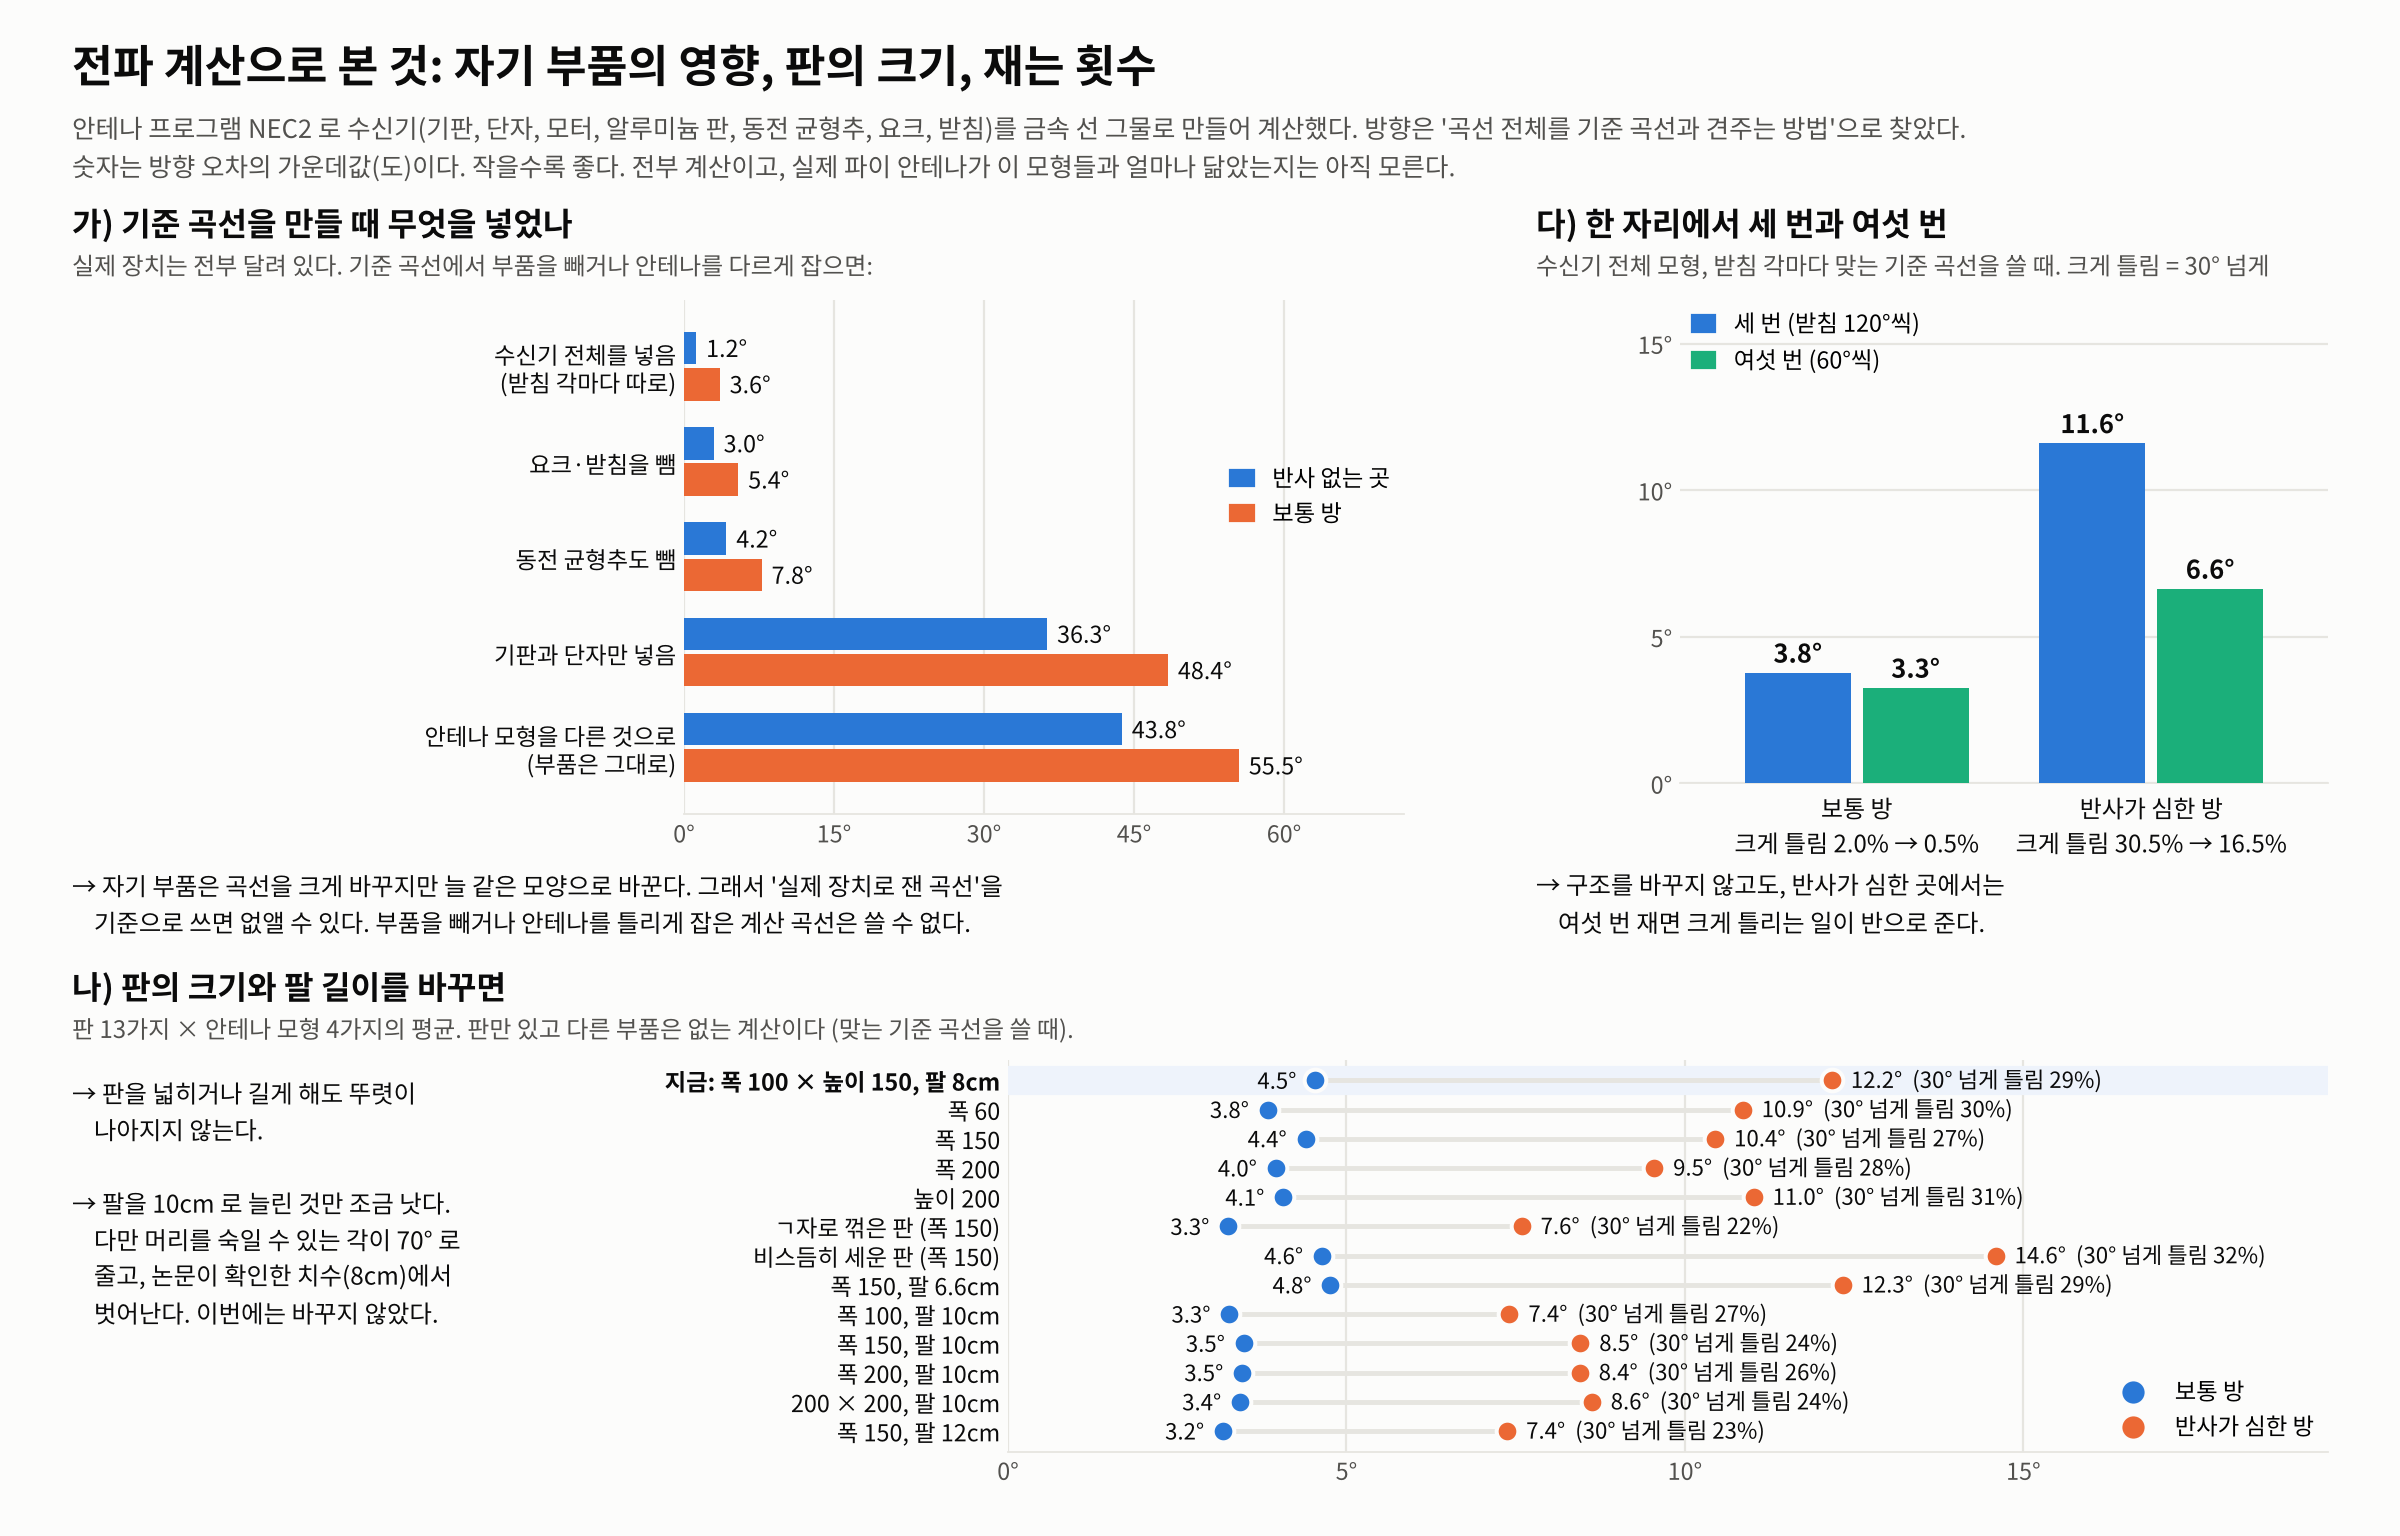 전파 계산으로 본 것: 자기 부품의 영향, 판의 크기, 재는 횟수
안테나 프로그램 NEC2 로 수신기(기판, 단자, 모터, 알루미늄 판, 동전 균형추, 요크, 받침)를 금속 선 그물로 만들어 계산했다. 방향은 '곡선 전체를 기준 곡선과 견주는 방법'으로 찾았다.
숫자는 방향 오차의 가운데값(도)이다. 작을수록 좋다. 전부 계산이고, 실제 파이 안테나가 이 모형들과 얼마나 닮았는지는 아직 모른다.
가) 기준 곡선을 만들 때 무엇을 넣었나
실제 장치는 전부 달려 있다. 기준 곡선에서 부품을 빼거나 안테나를 다르게 잡으면:
수신기 전체를 넣음
(받침 각마다 따로)
1.2°
3.6°
요크·받침을 뺌
3.0°
5.4°
동전 균형추도 뺌
4.2°
7.8°
기판과 단자만 넣음
36.3°
48.4°
안테나 모형을 다른 것으로
(부품은 그대로)
43.8°
55.5°
반사 없는 곳
보통 방
0° 15° 30° 45° 60°
→ 자기 부품은 곡선을 크게 바꾸지만 늘 같은 모양으로 바꾼다. 그래서 '실제 장치로 잰 곡선'을
기준으로 쓰면 없앨 수 있다. 부품을 빼거나 안테나를 틀리게 잡은 계산 곡선은 쓸 수 없다.
다) 한 자리에서 세 번과 여섯 번
수신기 전체 모형, 받침 각마다 맞는 기준 곡선을 쓸 때. 크게 틀림 = 30° 넘게
세 번 (받침 120°씩)
여섯 번 (60°씩)
15°
10°
5°
0°
3.8°
3.3°
11.6°
6.6°
보통 방
크게 틀림 2.0% → 0.5%
반사가 심한 방
크게 틀림 30.5% → 16.5%
→ 구조를 바꾸지 않고도, 반사가 심한 곳에서는
여섯 번 재면 크게 틀리는 일이 반으로 준다.
나) 판의 크기와 팔 길이를 바꾸면
판 13가지 × 안테나 모형 4가지의 평균. 판만 있고 다른 부품은 없는 계산이다 (맞는 기준 곡선을 쓸 때).
→ 판을 넓히거나 길게 해도 뚜렷이
나아지지 않는다.
→ 팔을 10cm 로 늘린 것만 조금 낫다.
다만 머리를 숙일 수 있는 각이 70° 로
줄고, 논문이 확인한 치수(8cm)에서
벗어난다. 이번에는 바꾸지 않았다.
지금: 폭 100 × 높이 150, 팔 8cm 4.5° 12.2° (30° 넘게 틀림 29%)
폭 60 3.8° 10.9° (30° 넘게 틀림 30%)
폭 150 4.4° 10.4° (30° 넘게 틀림 27%)
폭 200 4.0° 9.5° (30° 넘게 틀림 28%)
높이 200 4.1° 11.0° (30° 넘게 틀림 31%)
ㄱ자로 꺾은 판 (폭 150) 3.3° 7.6° (30° 넘게 틀림 22%)
비스듬히 세운 판 (폭 150) 4.6° 14.6° (30° 넘게 틀림 32%)
폭 150, 팔 6.6cm 4.8° 12.3° (30° 넘게 틀림 29%)
폭 100, 팔 10cm 3.3° 7.4° (30° 넘게 틀림 27%)
폭 150, 팔 10cm 3.5° 8.5° (30° 넘게 틀림 24%)
폭 200, 팔 10cm 3.5° 8.4° (30° 넘게 틀림 26%)
200 × 200, 팔 10cm 3.4° 8.6° (30° 넘게 틀림 24%)
폭 150, 팔 12cm 3.2° 7.4° (30° 넘게 틀림 23%)
보통 방
반사가 심한 방
0° 5° 10° 15°